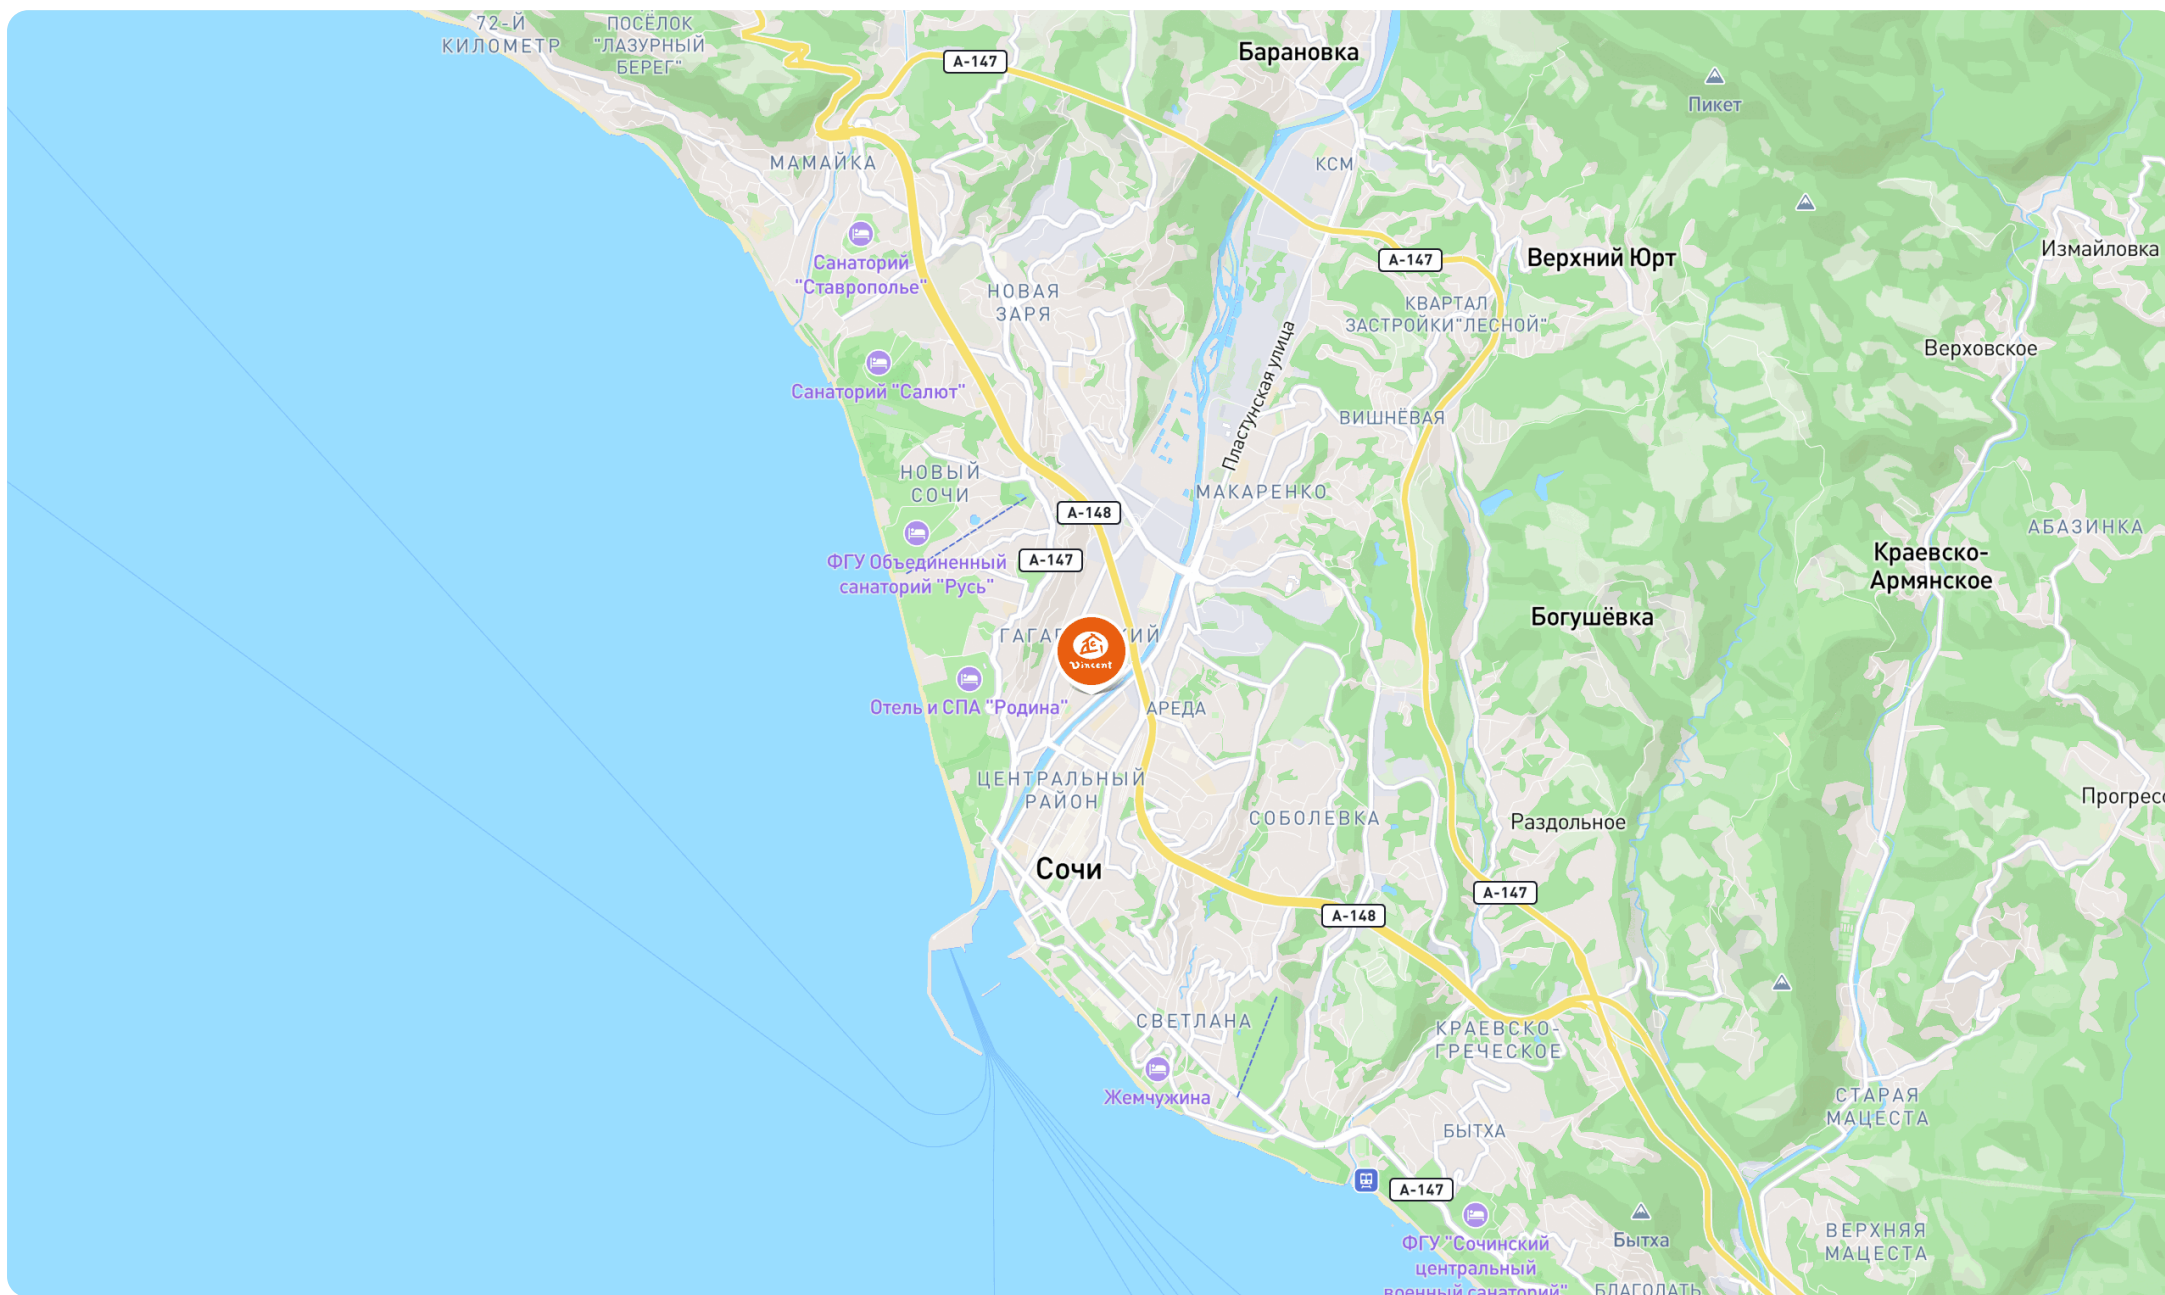 72-Й
КИЛОМЕТР
ПОСЁЛОК
"ЛАЗУРНЫЙ
БЕРЕГ"
А-147
Барановка
Пикет
МАМАЙКА
КСМ
Санаторий
"Ставрополье"
НОВАЯ
ЗАРЯ
А-147
Верхний Юрт
Измайловка
КВАРТАЛ
ЗАСТРОЙКИ"ЛЕСНОЙ"
Верховское
Санаторий "Салют"
Пластунская улица
ВИШНЁВАЯ
НОВЫЙ
СОЧИ
МАКАРЕНКО
А-148
АБАЗИНКА
ФГУ Объединенный
санаторий "Русь"
А-147
Краевско-
Армянское
Богушёвка
Vincent
Отель и СПА "Родина"
АРЕДА
ЦЕНТРАЛЬНЫЙ
РАЙОН
СОБОЛЕВКА
Раздольное
Сочи
А-147
А-148
СВЕТЛАНА
КРАЕВСКО-
ГРЕЧЕСКОЕ
Жемчужина
СТАРАЯ
МАЦЕСТА
БЫТХА
А-147
Бытха
ВЕРХНЯЯ
МАЦЕСТА
ФГУ "Сочинский
центральный
военный санаторий"
БЛАГОДАТЬ